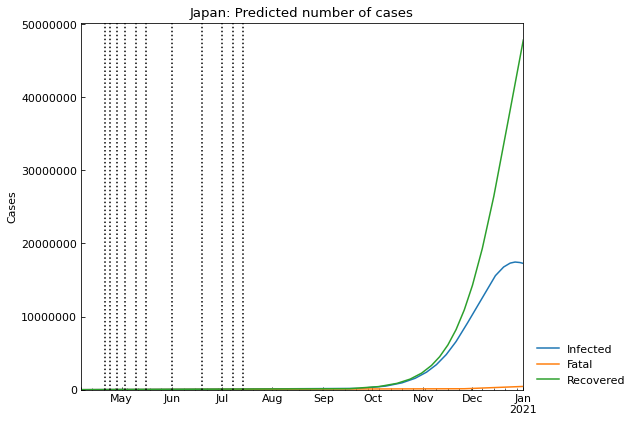 Japan: Predicted number of cases
50000000
40000000
30000000
20000000
10000000
0
Cases
May Jun Jul Aug Sep Oct Nov Dec Jan
2021
Infected
Fatal
Recovered